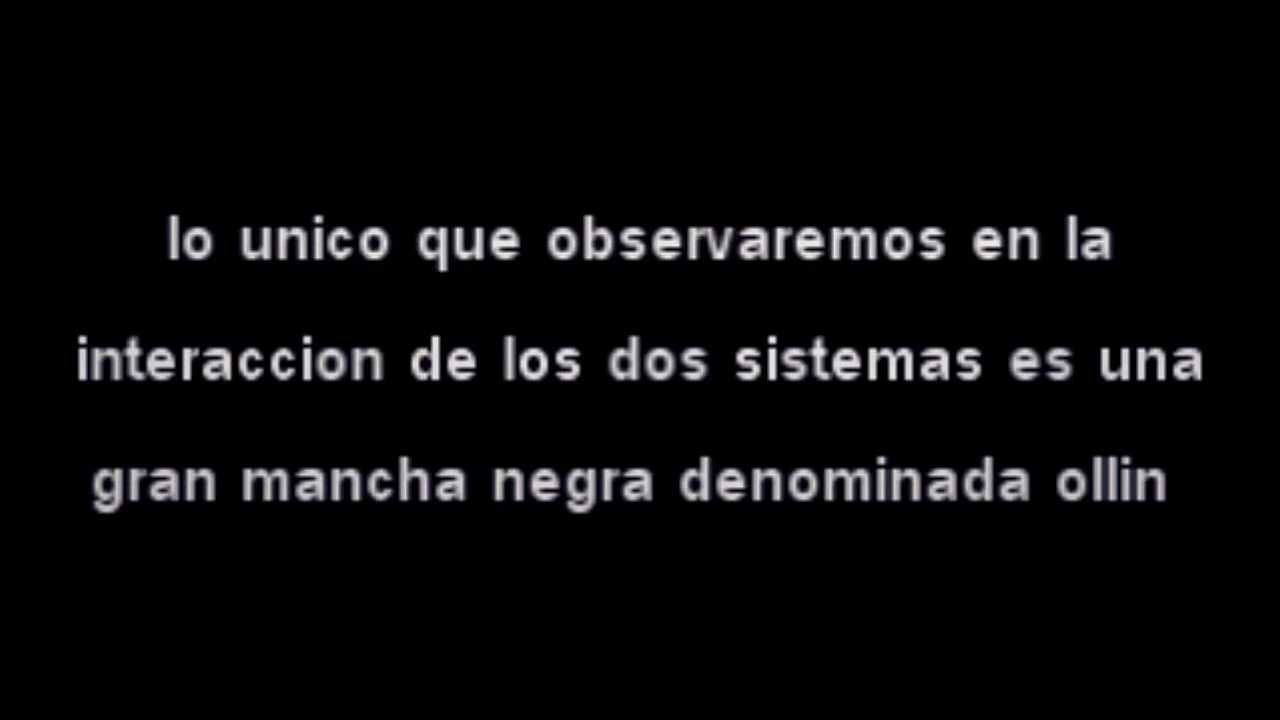 lo unico que observaremos en la
interaccion de los dos sistemas es una
gran mancha negra denominada ollin